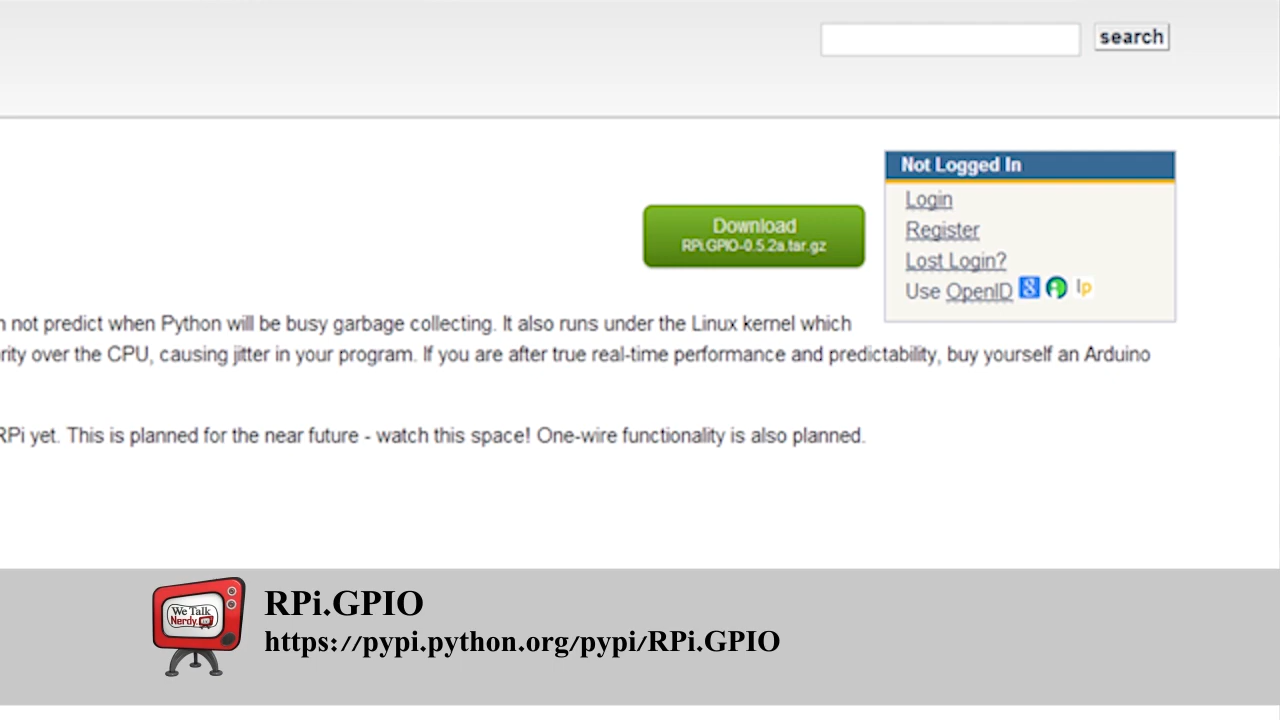 search
Not Logged In
Login
Register
Lost Login?
Use OpenID
Download
RPi.GPIO-0.5.2a.tar.gz
not predict when Python will be busy garbage collecting. It also runs under the Linux kernel which
over the CPU, causing jitter in your program. If you are after true real-time performance and predictability, buy yourself an Arduino
RPi yet. This is planned for the near future - watch this space! One-wire functionality is also planned.
We Talk
Nerdy
RPi.GPIO
https://pypi.python.org/pypi/RPi.GPIO